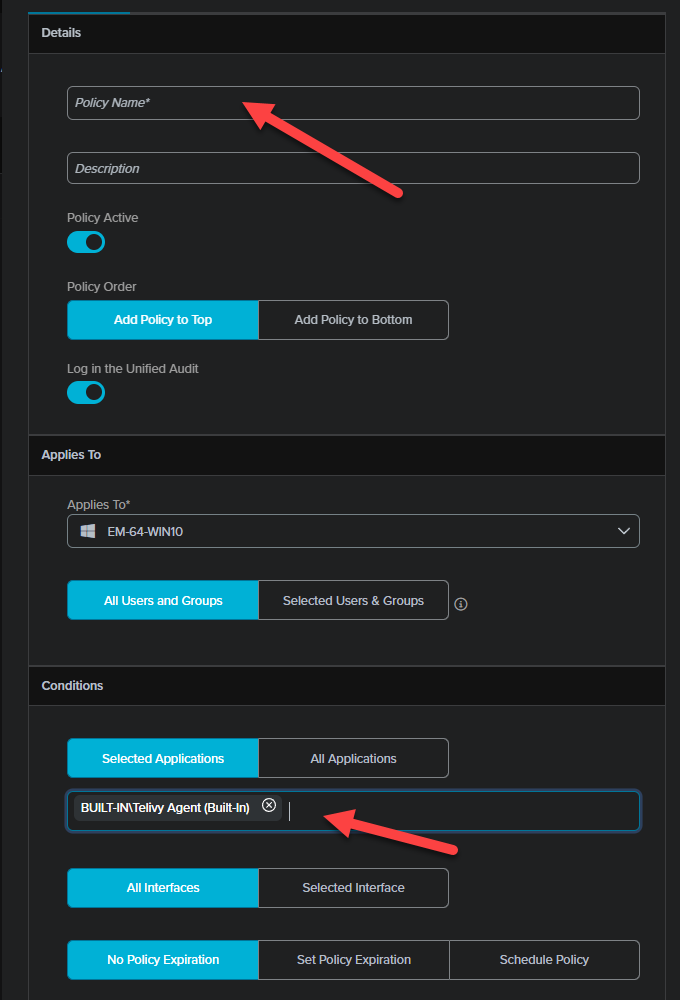 Details
Policy Name*
Description
Policy Active
Policy Order
Add Policy to Top Add Policy to Bottom
Log in the Unified Audit
Applies To
Applies To*
EM-64-WIN10
All Users and Groups Selected Users & Groups
Conditions
Selected Applications All Applications
BUILT-IN\Telivy Agent (Built-In)
All Interfaces Selected Interface
No Policy Expiration Set Policy Expiration Schedule Policy